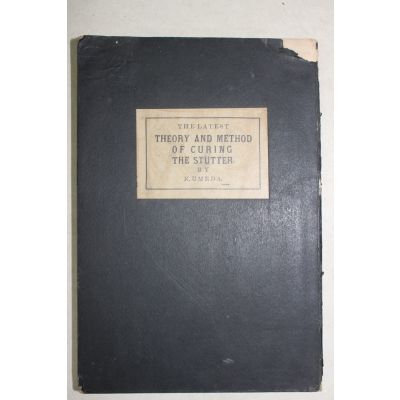 THE LATEST
THEORY AND METHOD
OF CURING
THE STUTTER.
BY
K. UMEDA.